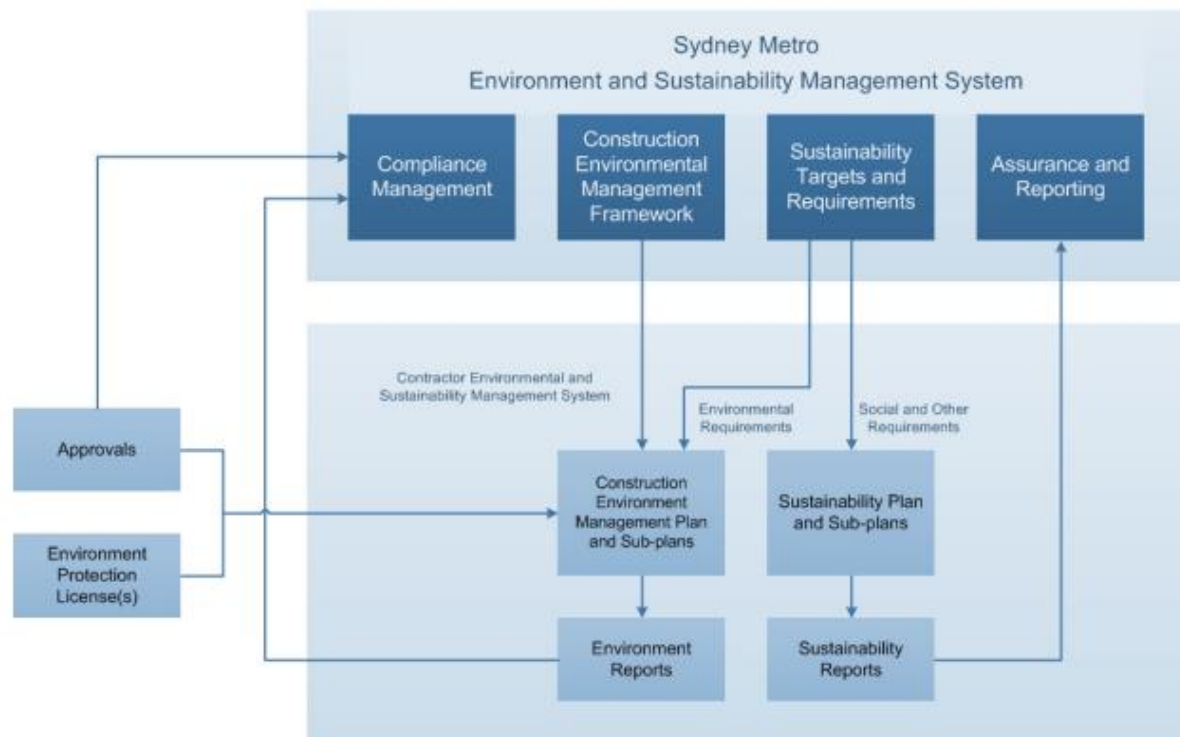 Sydney Metro
Environment and Sustainability Management System
Compliance
Management
Construction
Environmental
Management
Framework
Sustainability
Targets and
Requirements
Assurance and
Reporting
Contractor Environmental and
Sustainability Management System
Environmental
Requirements
Social and Other
Requirements
Approvals
Environment
Protection
License(s)
Construction
Environment
Management Plan
and Sub-plans
Sustainability Plan
and Sub-plans
Environment
Reports
Sustainability
Reports